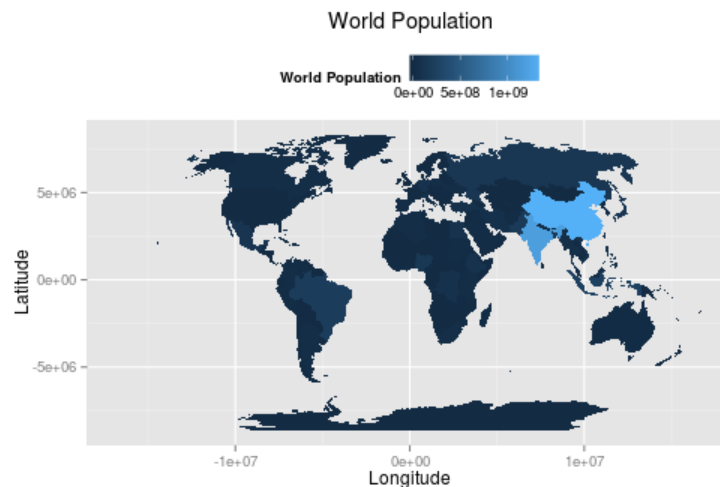 World Population
World Population
0e+00 5e+08 1e+09
5e+06
0e+00
-5e+06
Latitude
-1e+07 0e+00 1e+07
Longitude